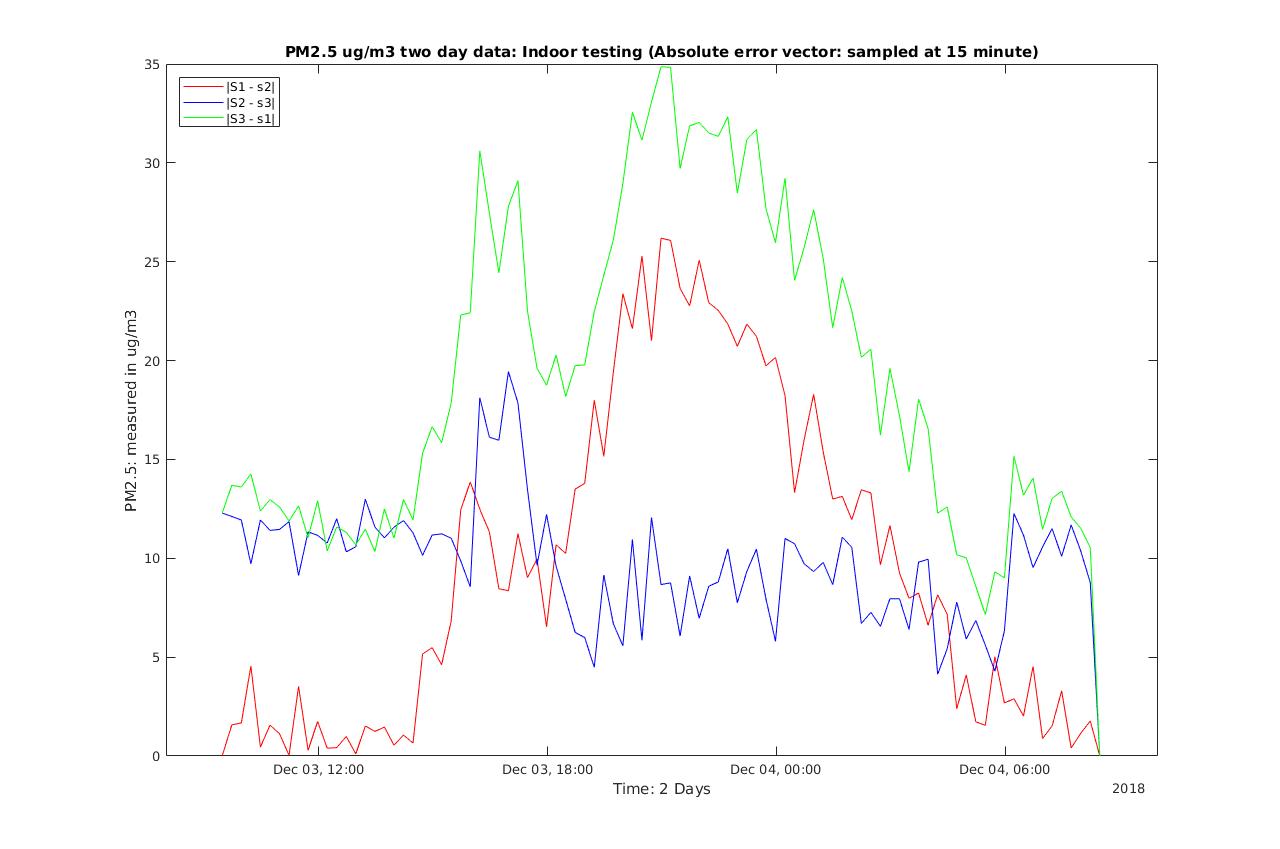 PM2.5 ug/m3 two day data: Indoor testing (Absolute error vector: sampled at 15 minute)
|S1 - s2|
|S2 - s3|
|S3 - s1|
35
30
25
20
15
10
5
0
PM2.5: measured in ug/m3
Dec 03, 12:00
Dec 03, 18:00
Dec 04, 00:00
Dec 04, 06:00
Time: 2 Days
2018